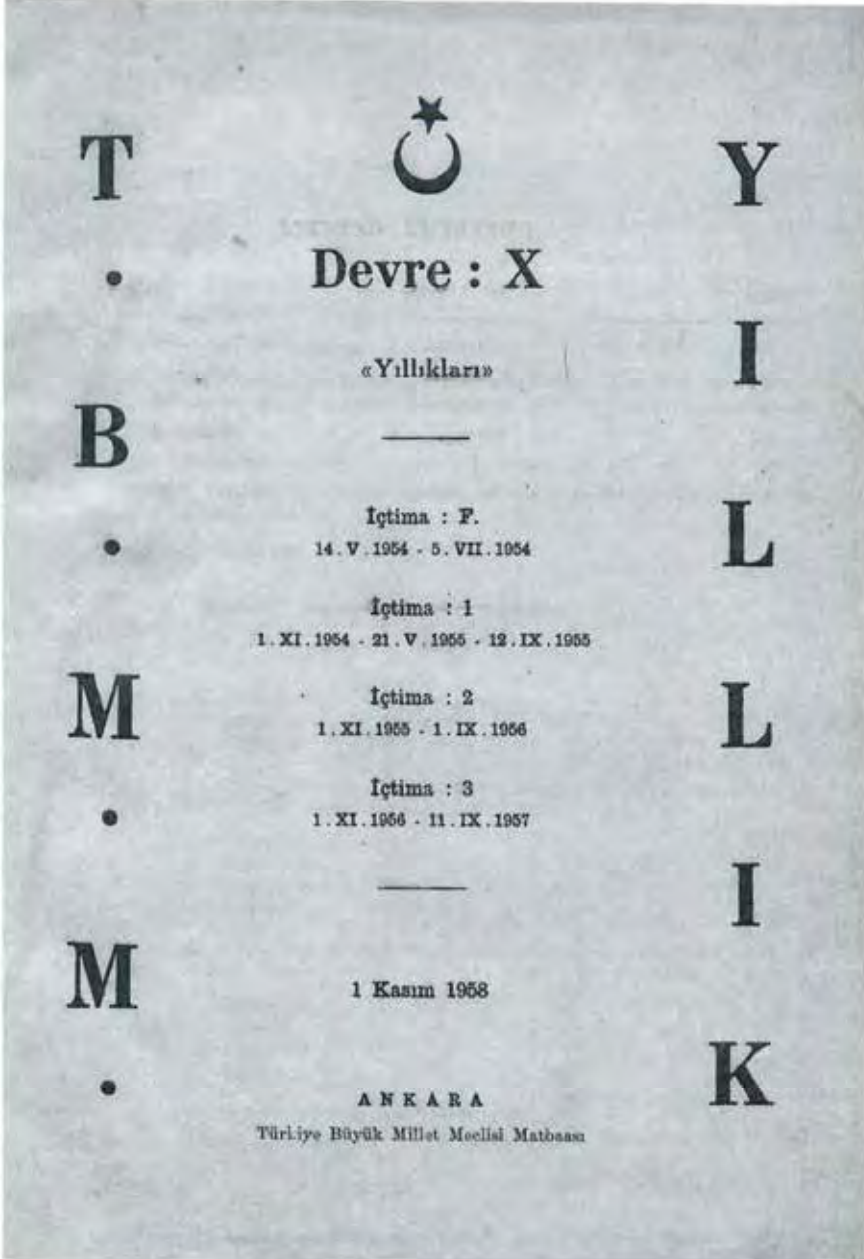 T . B . M . M .
Devre : X
«Yıllıkları»
İçtima : F.
14 . V . 1954 - 5 . VII . 1954
İçtima : 1
1 . XI . 1954 - 21 . V . 1955 - 12 . IX . 1955
İçtima : 2
1 . XI . 1955 - 1 . IX . 1956
İçtima : 3
1 . XI . 1956 - 11 . IX . 1957
1 Kasım 1958
ANKARA
Türkiye Büyük Millet Meclisi Matbaası
YILLIK